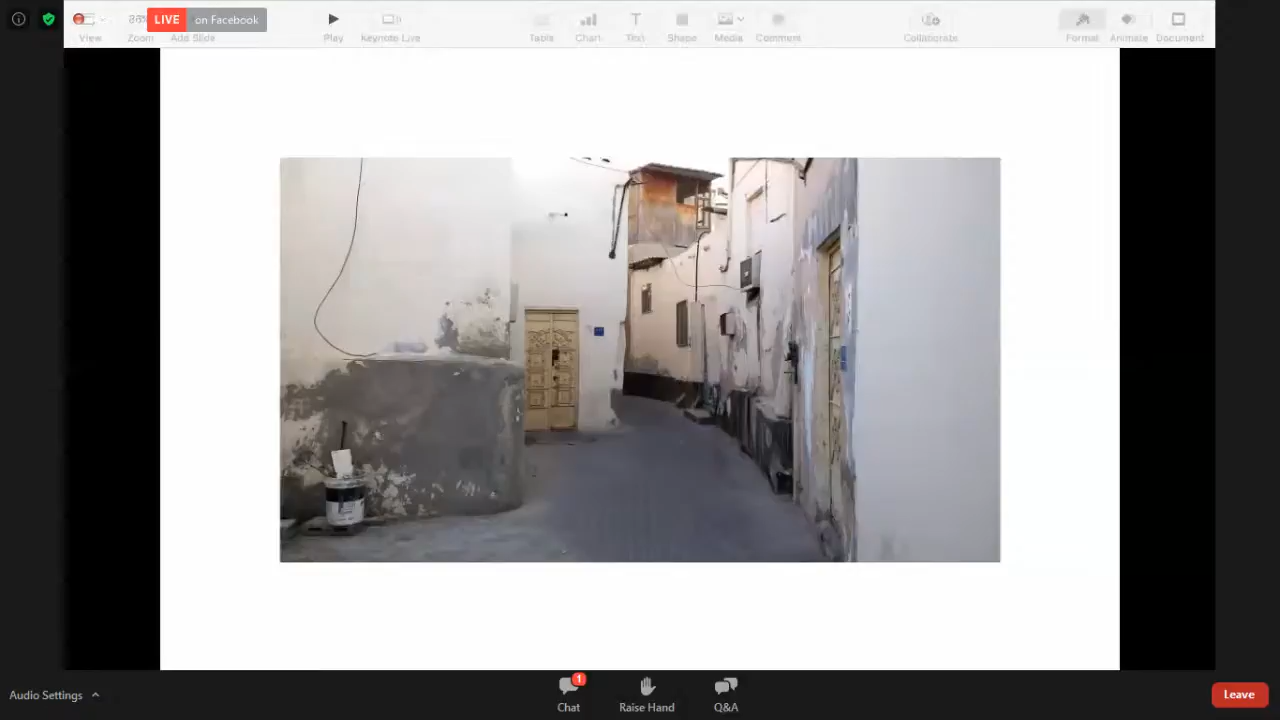 LIVE on Facebook
View
Zoom
Add Slide
Play
Keynote Live
Table
Chart
Text
Shape
Media
Comment
Collaborate
Format
Animate
Document
Audio Settings
Chat
1
Raise Hand
Q&A
Leave